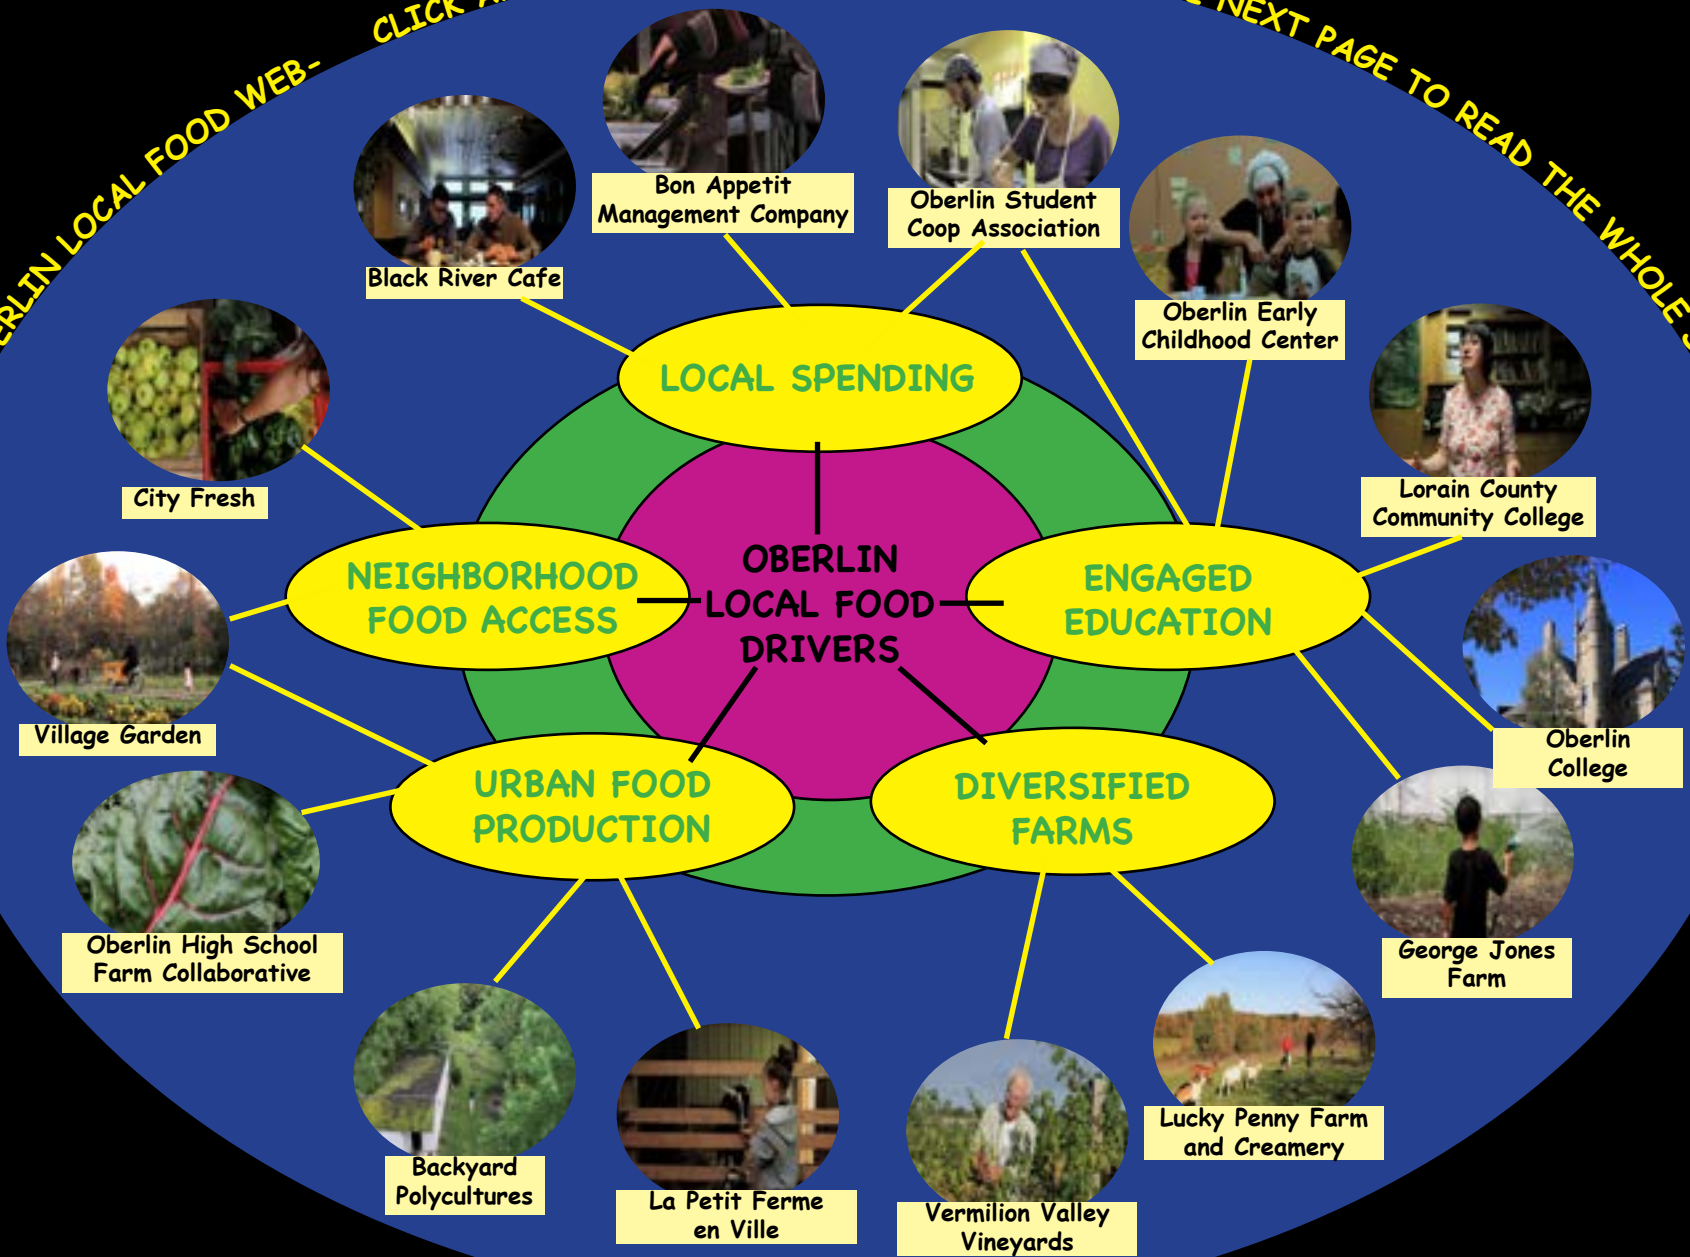 ERLIN LOCAL FOOD WEB- CLICK
NEXT PAGE TO READ THE WHOLE
Bon Appetit
Management Company
Oberlin Student
Coop Association
Black River Cafe
Oberlin Early
Childhood Center
LOCAL SPENDING
City Fresh
Lorain County
Community College
NEIGHBORHOOD
FOOD ACCESS
OBERLIN
LOCAL FOOD
DRIVERS
ENGAGED
EDUCATION
Village Garden
Oberlin
College
URBAN FOOD
PRODUCTION
DIVERSIFIED
FARMS
Oberlin High School
Farm Collaborative
George Jones
Farm
Lucky Penny Farm
and Creamery
Backyard
Polycultures
La Petit Ferme
en Ville
Vermilion Valley
Vineyards